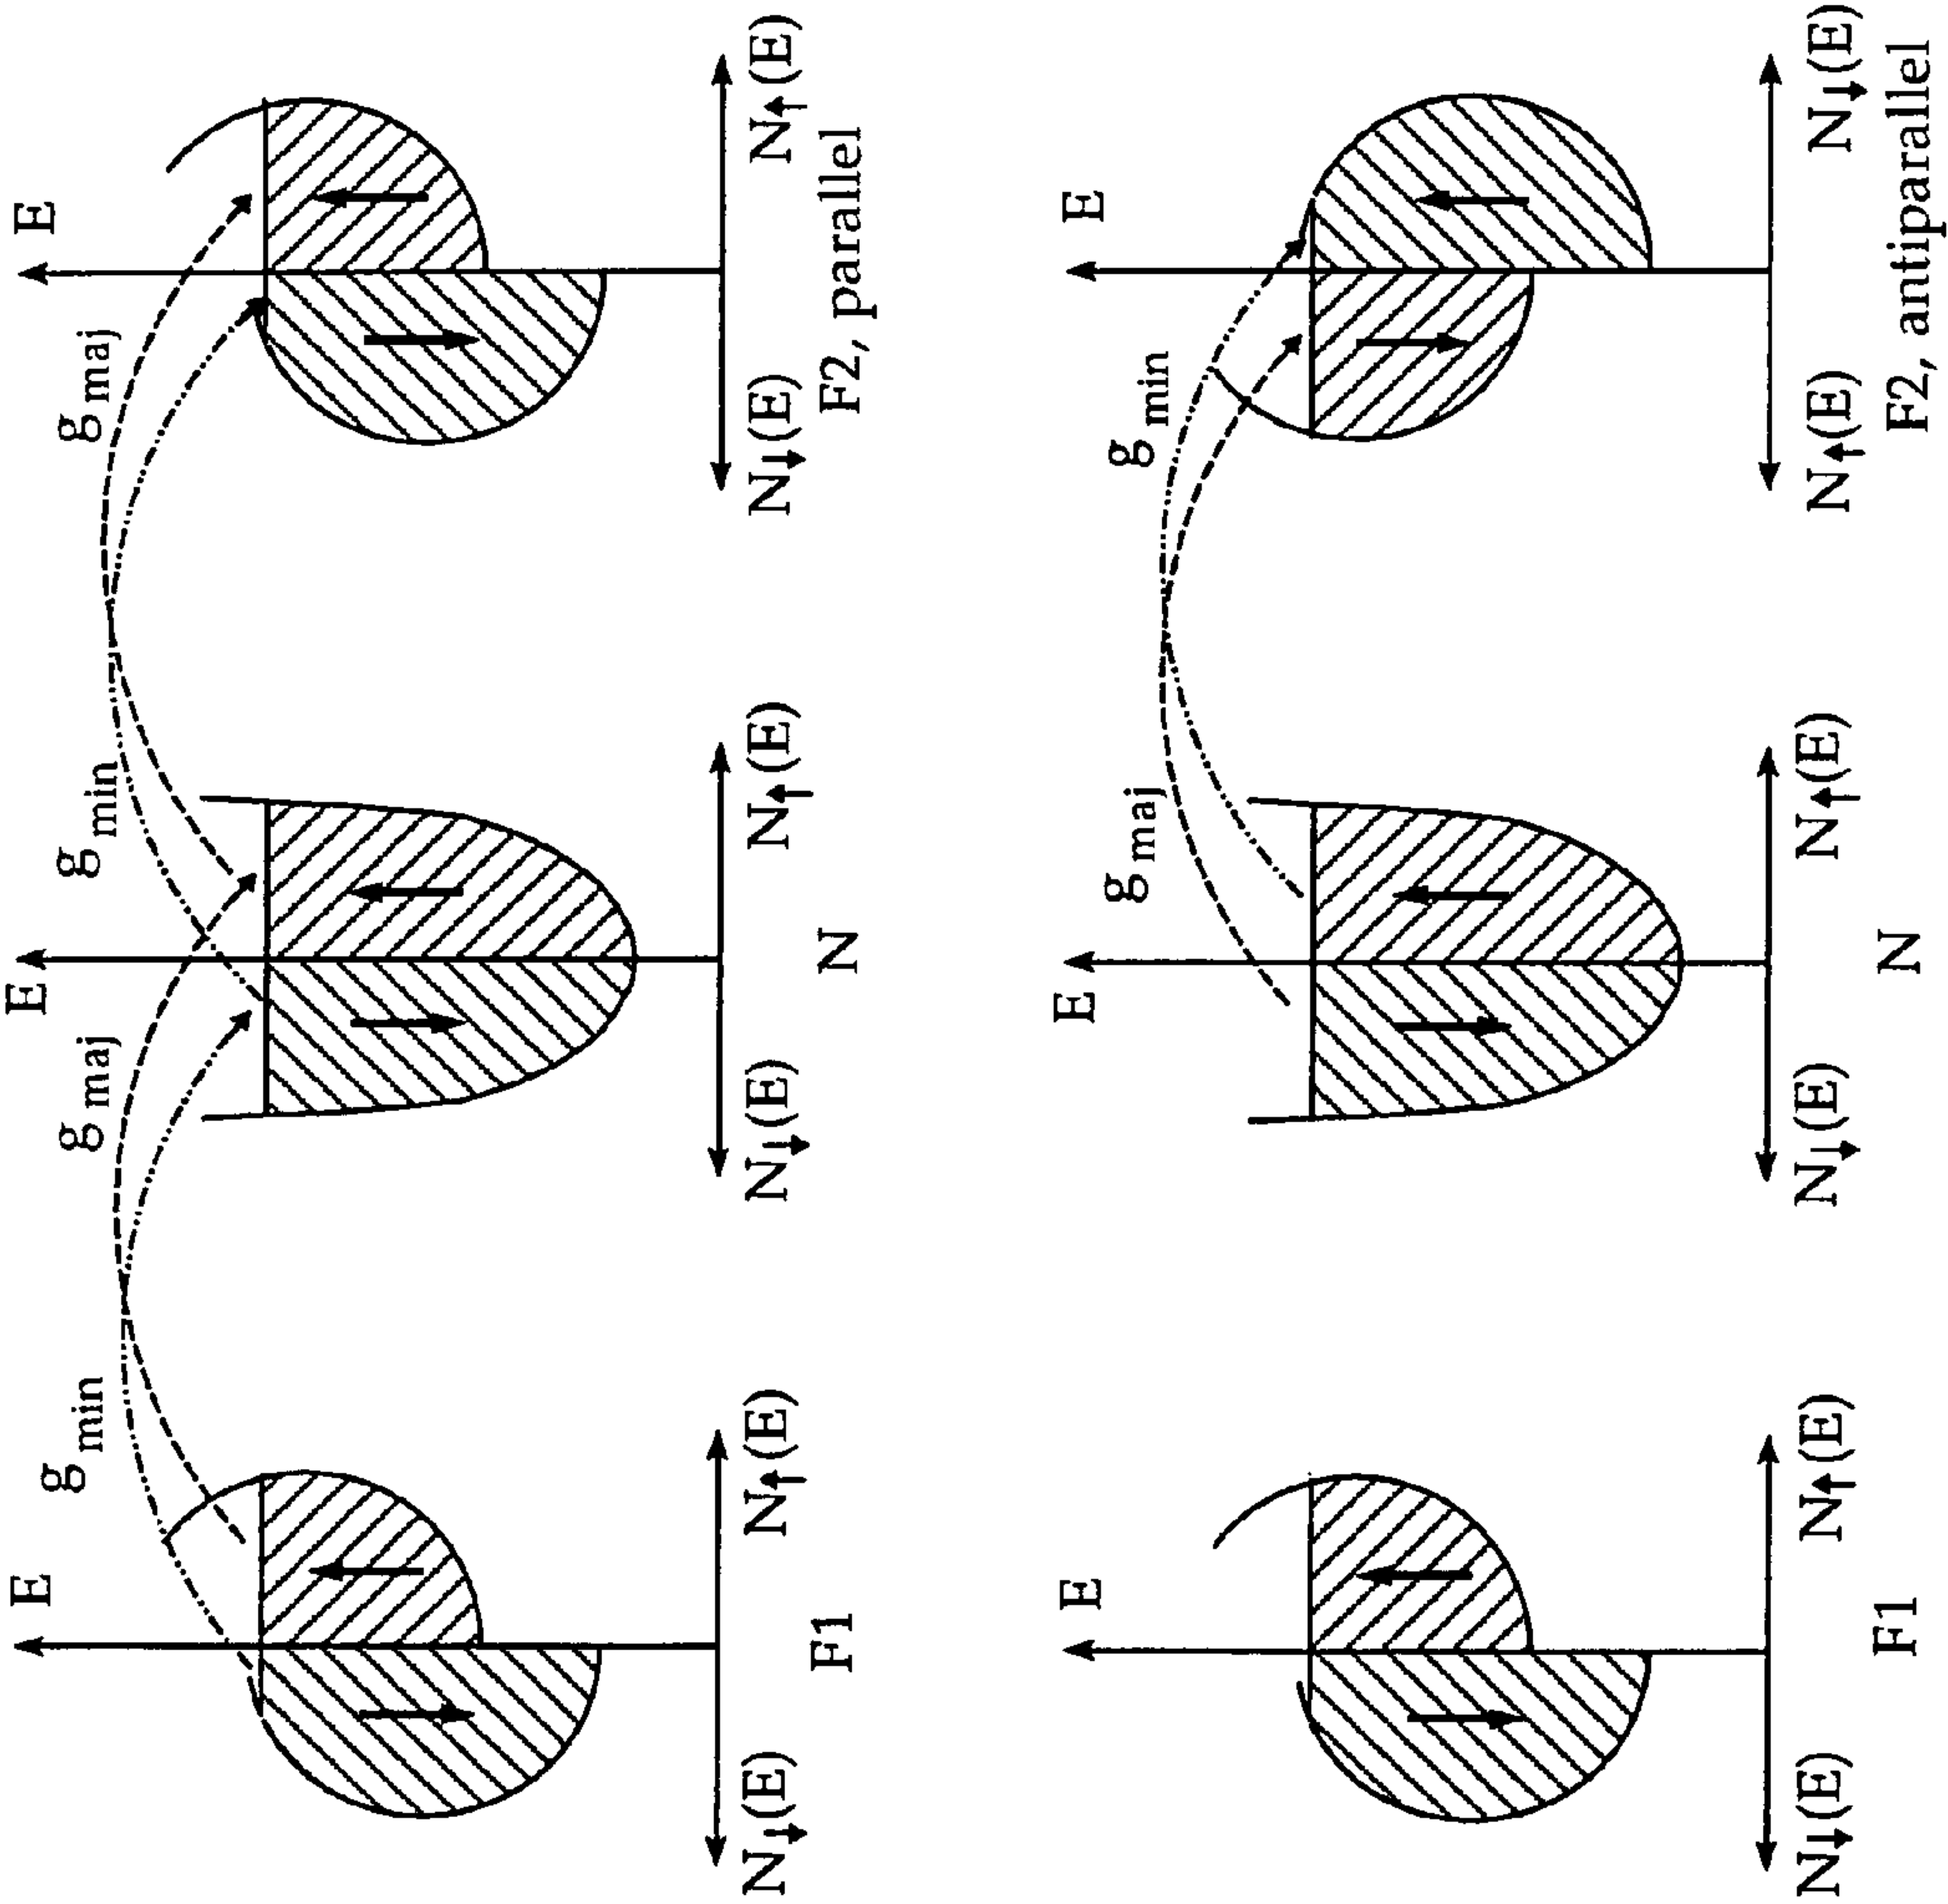 E
g min
g maj
E
g min
g maj
E
N↓(E)
N↑(E)
N↓(E)
N↑(E)
N↓(E)
N↑(E)
F1
N
F2, parallel
E
E
g maj
g min
E
N↓(E)
N↑(E)
N↓(E)
N↑(E)
N↑(E)
N↓(E)
F1
N
F2, antiparallel